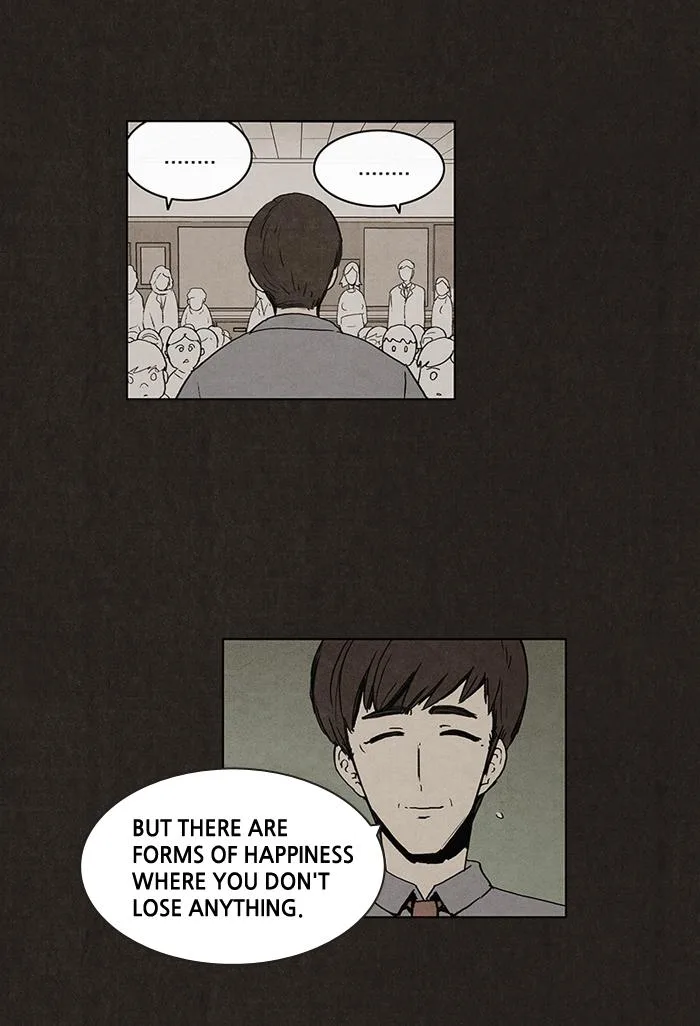 ........
........
BUT THERE ARE
FORMS OF HAPPINESS
WHERE YOU DON'T
LOSE ANYTHING.